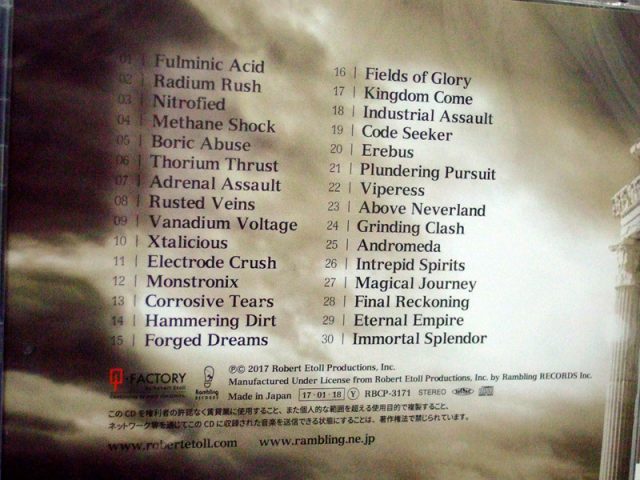 01 | Fulminic Acid
02 | Radium Rush
03 | Nitrofied
04 | Methane Shock
05 | Boric Abuse
06 | Thorium Thrust
07 | Adrenal Assault
08 | Rusted Veins
09 | Vanadium Voltage
10 | Xtalicious
11 | Electrode Crush
12 | Monstronix
13 | Corrosive Tears
14 | Hammering Dirt
15 | Forged Dreams
16 | Fields of Glory
17 | Kingdom Come
18 | Industrial Assault
19 | Code Seeker
20 | Erebus
21 | Plundering Pursuit
22 | Viperess
23 | Above Neverland
24 | Grinding Clash
25 | Andromeda
26 | Intrepid Spirits
27 | Magical Journey
28 | Final Reckoning
29 | Eternal Empire
30 | Immortal Splendor
-FACTORY
by Robert Etoll
Rambling
RECORDS
Ⓟ© 2017 Robert Etoll Productions, Inc.
Manufactured Under License from Robert Etoll Productions, Inc. by Rambling RECORDS Inc.
Made in Japan 17・01・18 Ⓨ RBCP-3171 STEREO
このCDを権利者の許諾なく賃貸業に使用すること、また個人的な範囲を超える使用目的で複製すること、
ネットワーク等を通じてこのCDに収録された音楽を送信できる状態にすることは、著作権法で禁じられています。
www.robertetoll.com www.rambling.ne.jp